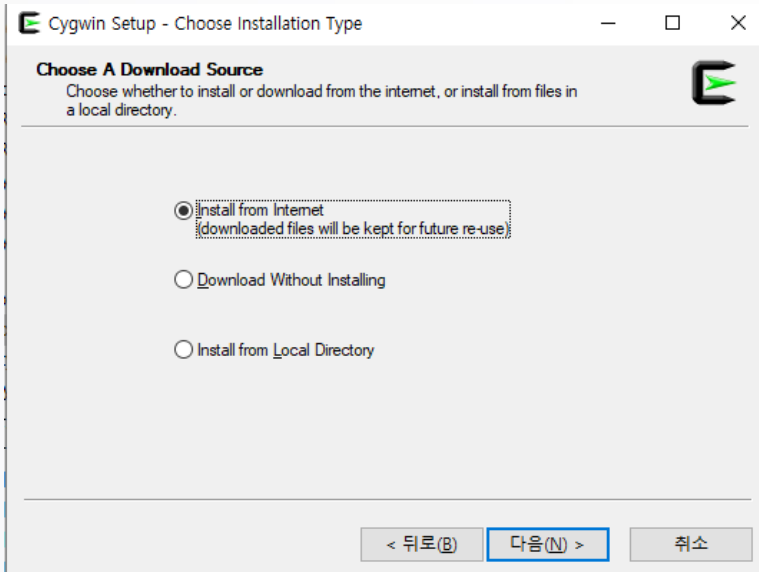 Cygwin Setup - Choose Installation Type
Choose A Download Source
Choose whether to install or download from the internet, or install from files in
a local directory.
Install from Internet
(downloaded files will be kept for future re-use)
Download Without Installing
Install from Local Directory
< 뒤로(B)
다음(N) >
취소